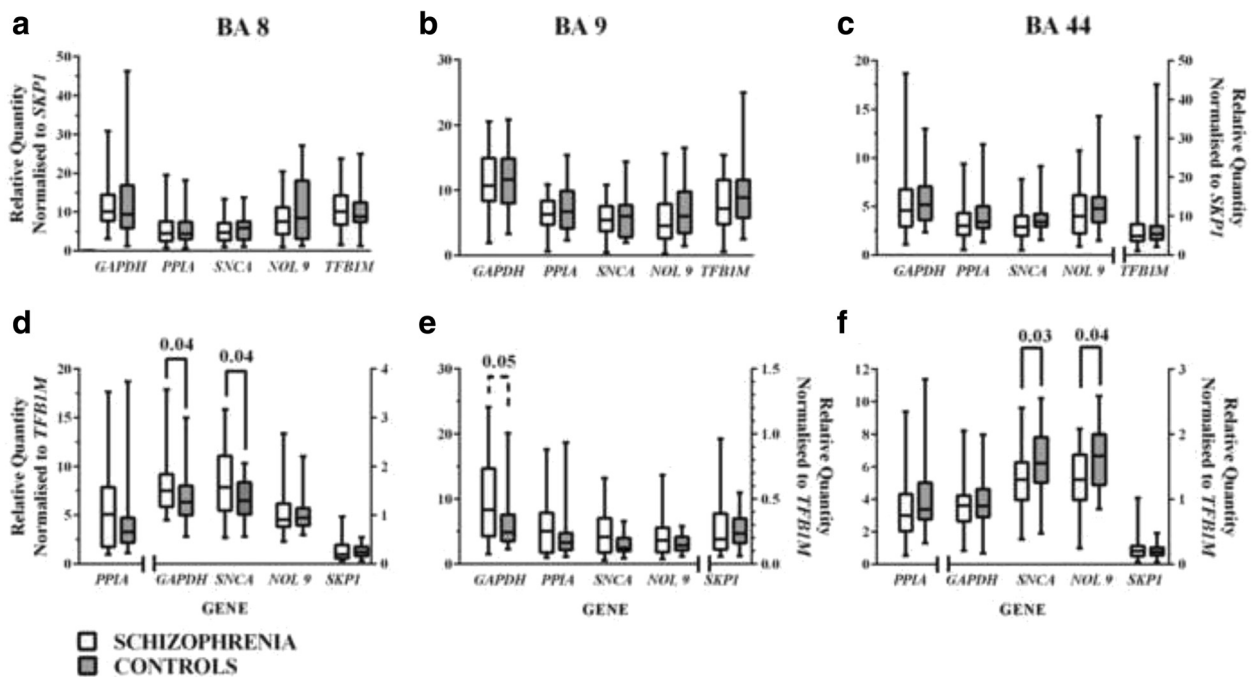 a
BA 8
b
BA 9
c
BA 44
Relative Quantity
Normalised to SKP1
50
40
30
20
10
0
GAPDH PPIA SNCA NOL 9 TFB1M
30
20
10
0
GAPDH PPIA SNCA NOL 9 TFB1M
20
15
10
5
0
GAPDH PPIA SNCA NOL 9 TFB1M
50
40
30
20
10
0
Relative Quantity
Normalised to SKP1
d
0.04
0.04
Relative Quantity
Normalised to TFB1M
20
15
10
5
0
PPIA GAPDH SNCA NOL 9 SKP1
4
3
2
1
0
GENE
e
0.05
30
20
10
0
GAPDH PPIA SNCA NOL 9 SKP1
1.5
1.0
0.5
0.0
Relative Quantity
Normalised to TFB1M
GENE
f
0.03
0.04
12
10
8
6
4
2
0
PPIA GAPDH SNCA NOL 9 SKP1
3
2
1
0
Relative Quantity
Normalised to TFB1M
GENE
SCHIZOPHRENIA
CONTROLS